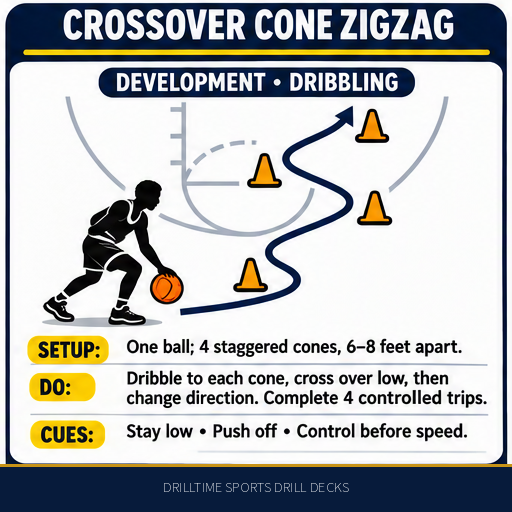 CROSSOVER CONE ZIGZAG
DEVELOPMENT • DRIBBLING
SETUP: One ball; 4 staggered cones, 6–8 feet apart.
DO: Dribble to each cone, cross over low, then
change direction. Complete 4 controlled trips.
CUES: Stay low • Push off • Control before speed.
DRILLTIME SPORTS DRILL DECKS